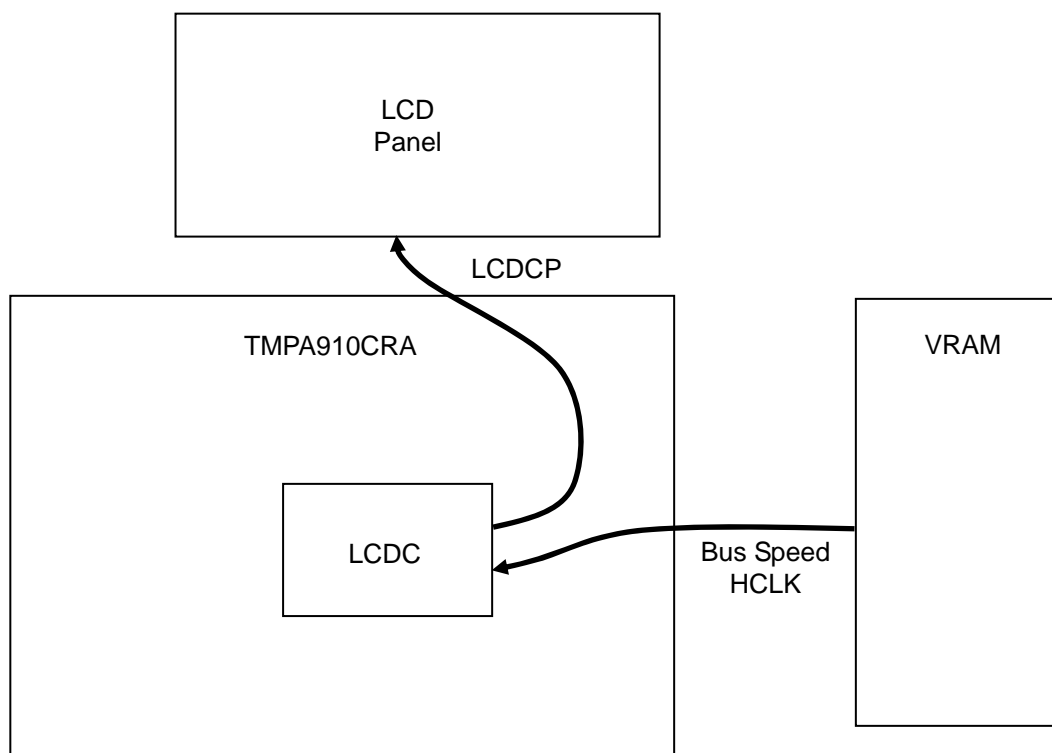 LCD
Panel
LCDCP
TMPA910CRA
VRAM
LCDC
Bus Speed
HCLK